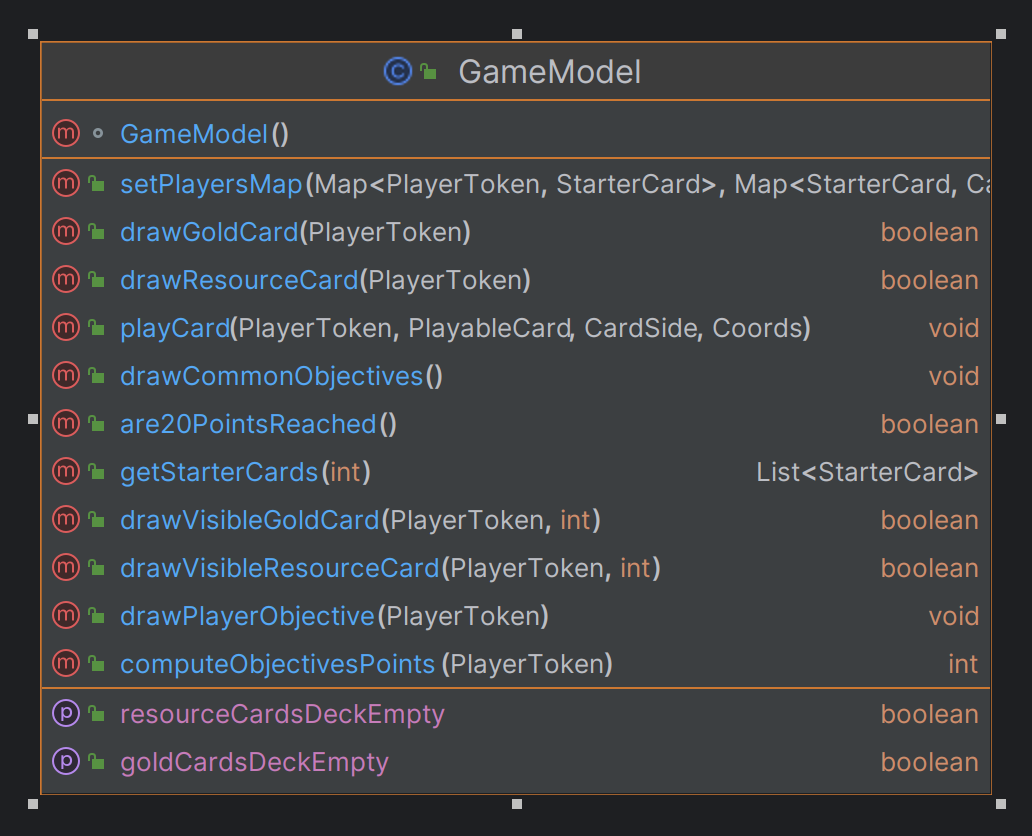 GameModel
GameModel()
setPlayersMap(Map<PlayerToken, StarterCard>, Map<StarterCard,
drawGoldCard(PlayerToken) boolean
drawResourceCard(PlayerToken) boolean
playCard(PlayerToken, PlayableCard, CardSide, Coords) void
drawCommonObjectives() void
are20PointsReached() boolean
getStarterCards(int) List<StarterCard>
drawVisibleGoldCard(PlayerToken, int) boolean
drawVisibleResourceCard(PlayerToken, int) boolean
drawPlayerObjective(PlayerToken) void
computeObjectivesPoints(PlayerToken) int
resourceCardsDeckEmpty boolean
goldCardsDeckEmpty boolean